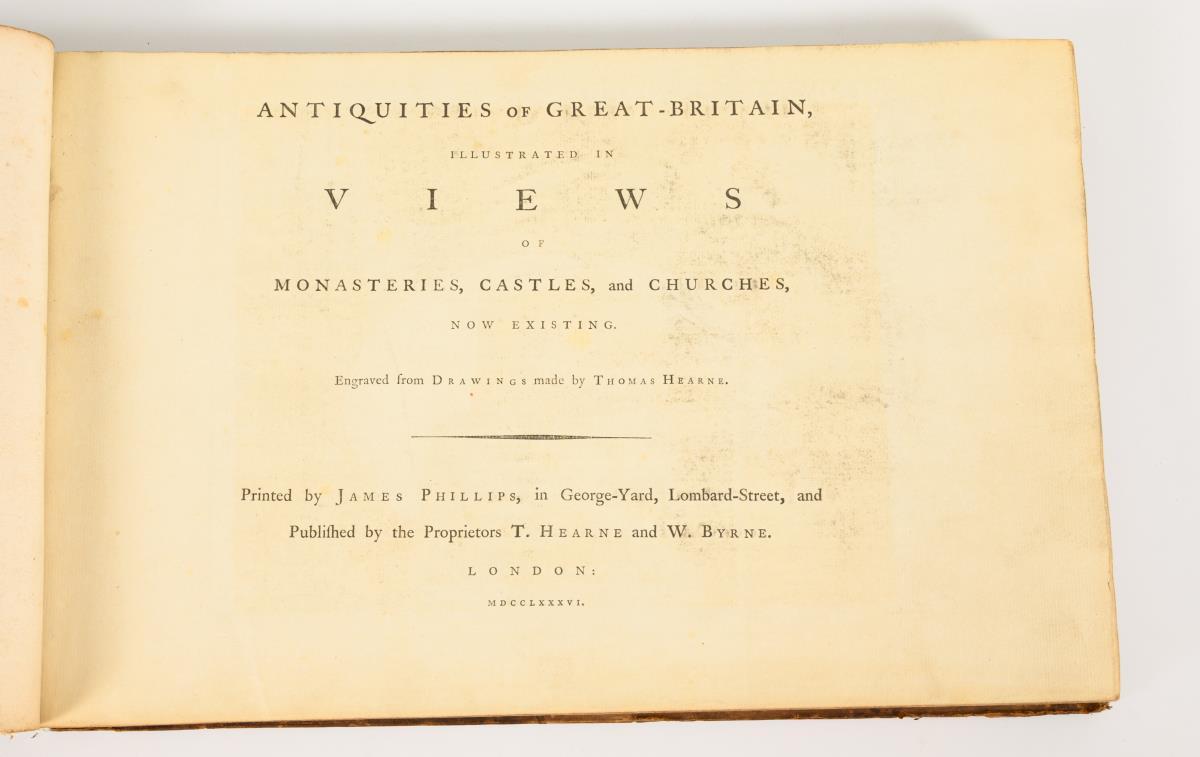 ANTIQUITIES OF GREAT-BRITAIN,
ILLUSTRATED IN
VIEWS
OF
MONASTERIES, CASTLES, and CHURCHES,
NOW EXISTING.
Engraved from DRAWINGS made by THOMAS HEARNE.
Printed by JAMES PHILLIPS, in George-Yard, Lombard-Street, and
Publiſhed by the Proprietors T. HEARNE and W. BYRNE.
LONDON:
MDCCLXXXVI.